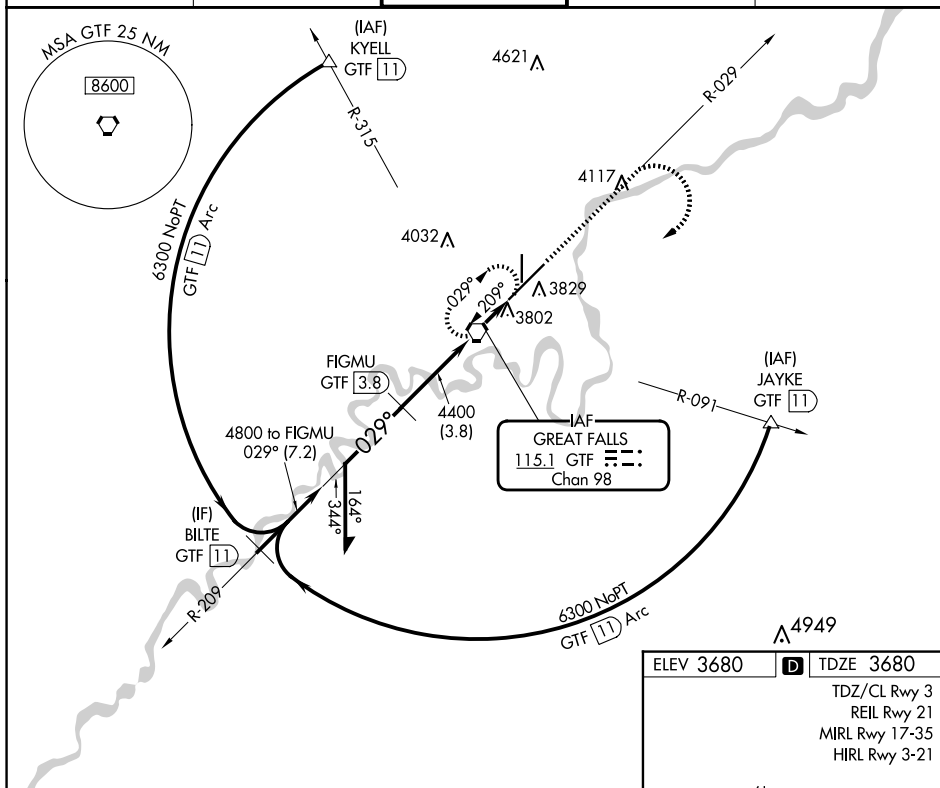 MSA GTF 25 NM
8600
(IAF)
KYELL
GTF 11
R-315
4621
R-029
4117
6300 NoPT
GTF 11 Arc
4032
029°
209°
3829
3802
FIGMU
GTF 3.8
4400
(3.8)
(IAF)
JAYKE
GTF 11
R-091
IAF
GREAT FALLS
115.1 GTF
Chan 98
4800 to FIGMU
029° (7.2)
029°
344°
164°
(IF)
BILTE
GTF 11
R-209
6300 NoPT
GTF 11 Arc
4949
ELEV 3680 D TDZE 3680
TDZ/CL Rwy 3
REIL Rwy 21
MIRL Rwy 17-35
HIRL Rwy 3-21